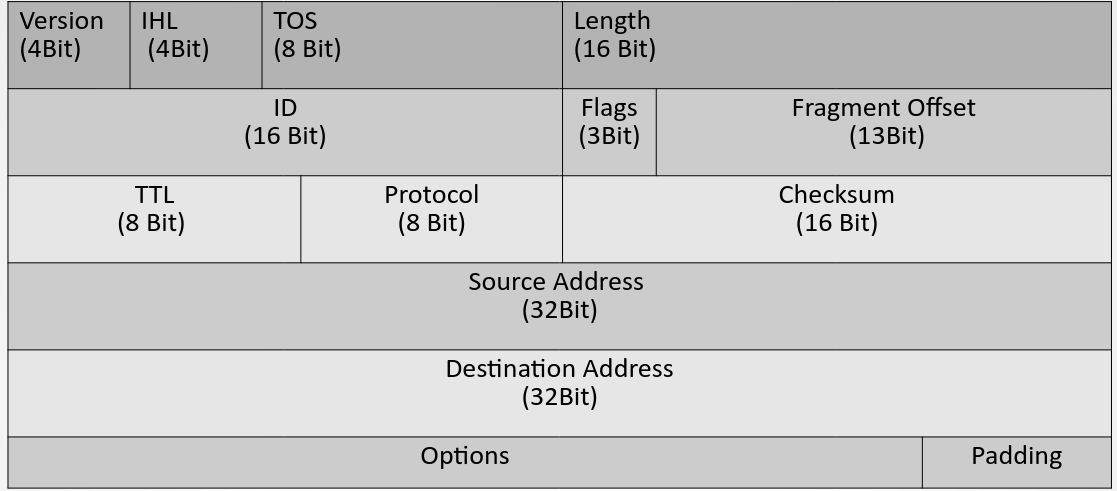 Version
(4Bit)
IHL
(4Bit)
TOS
(8 Bit)
Length
(16 Bit)
ID
(16 Bit)
Flags
(3Bit)
Fragment Offset
(13Bit)
TTL
(8 Bit)
Protocol
(8 Bit)
Checksum
(16 Bit)
Source Address
(32Bit)
Destination Address
(32Bit)
Options
Padding